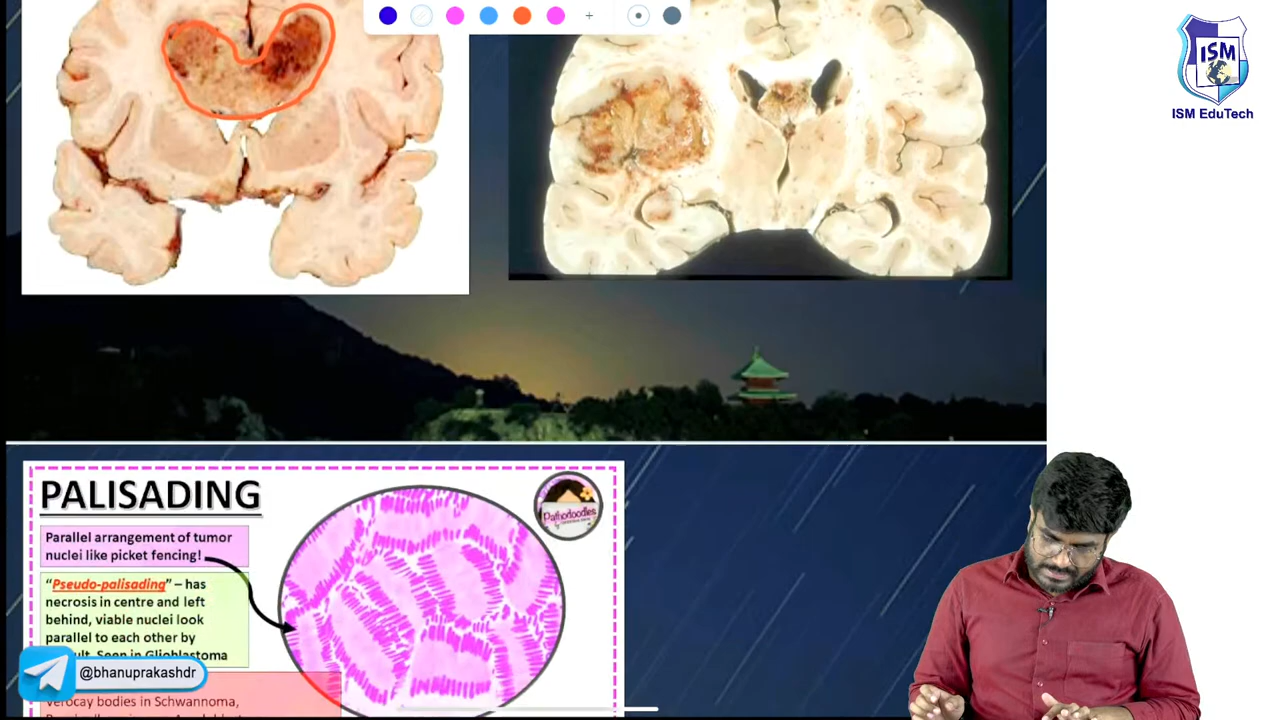 ISM
ISM EduTech
PALISADING
Pathodoodles
Parallel arrangement of tumor
nuclei like picket fencing!
“Pseudo-palisading” – has
necrosis in centre and left
behind, viable nuclei look
parallel to each other by
Seen in Glioblastoma
@bhanuprakashdr
Verocay bodies in Schwannoma,